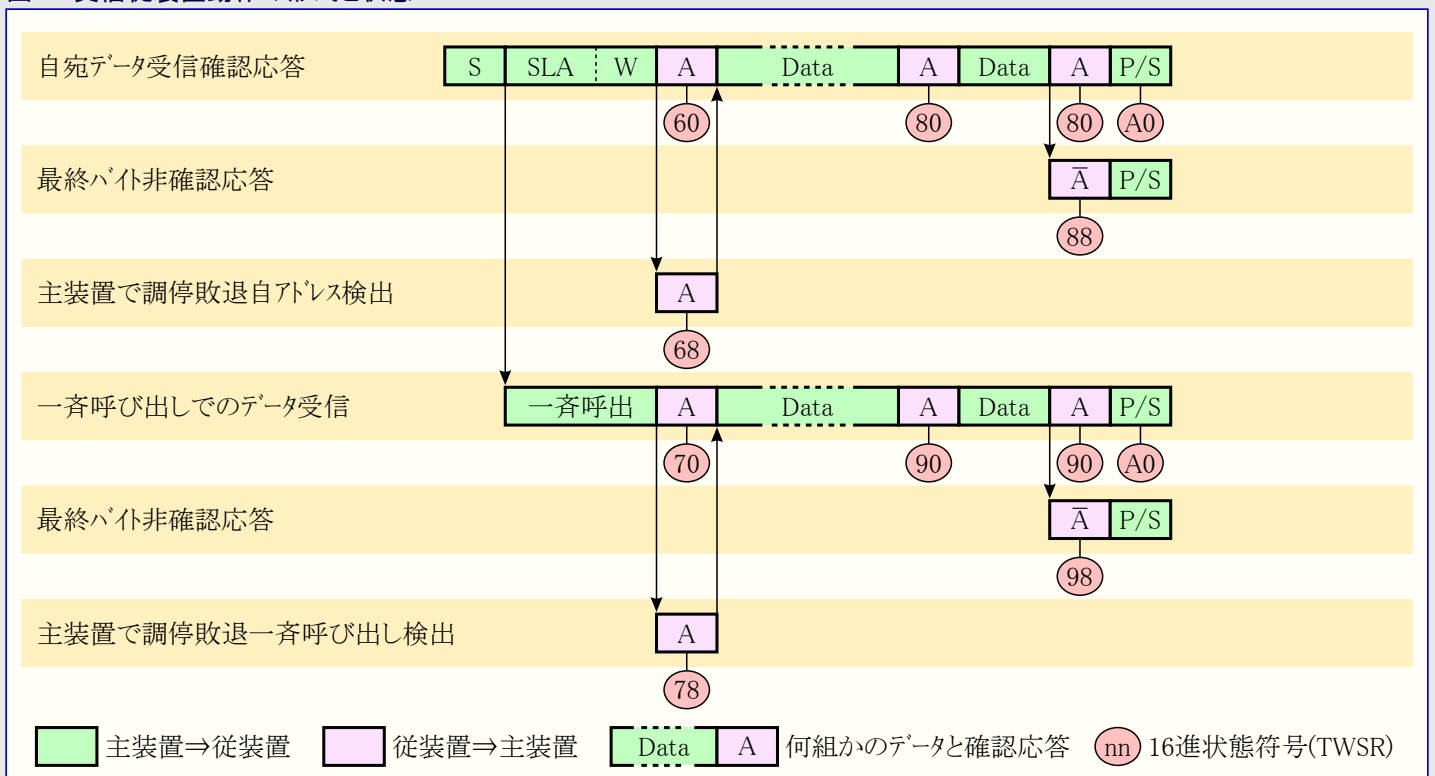 自宛データ受信確認応答 S SLA W A Data A Data A P/S
60 80 80 A0
最終バイト非確認応答 A̅ P/S
88
主装置で調停敗退自アドレス検出 A
68
一斉呼び出しでのデータ受信 一斉呼出 A Data A Data A P/S
70 90 90 A0
最終バイト非確認応答 A̅ P/S
98
主装置で調停敗退一斉呼び出し検出 A
78
主装置⇒従装置 従装置⇒主装置 Data A 何組かのデータと確認応答 nn 16進状態符号(TWSR)